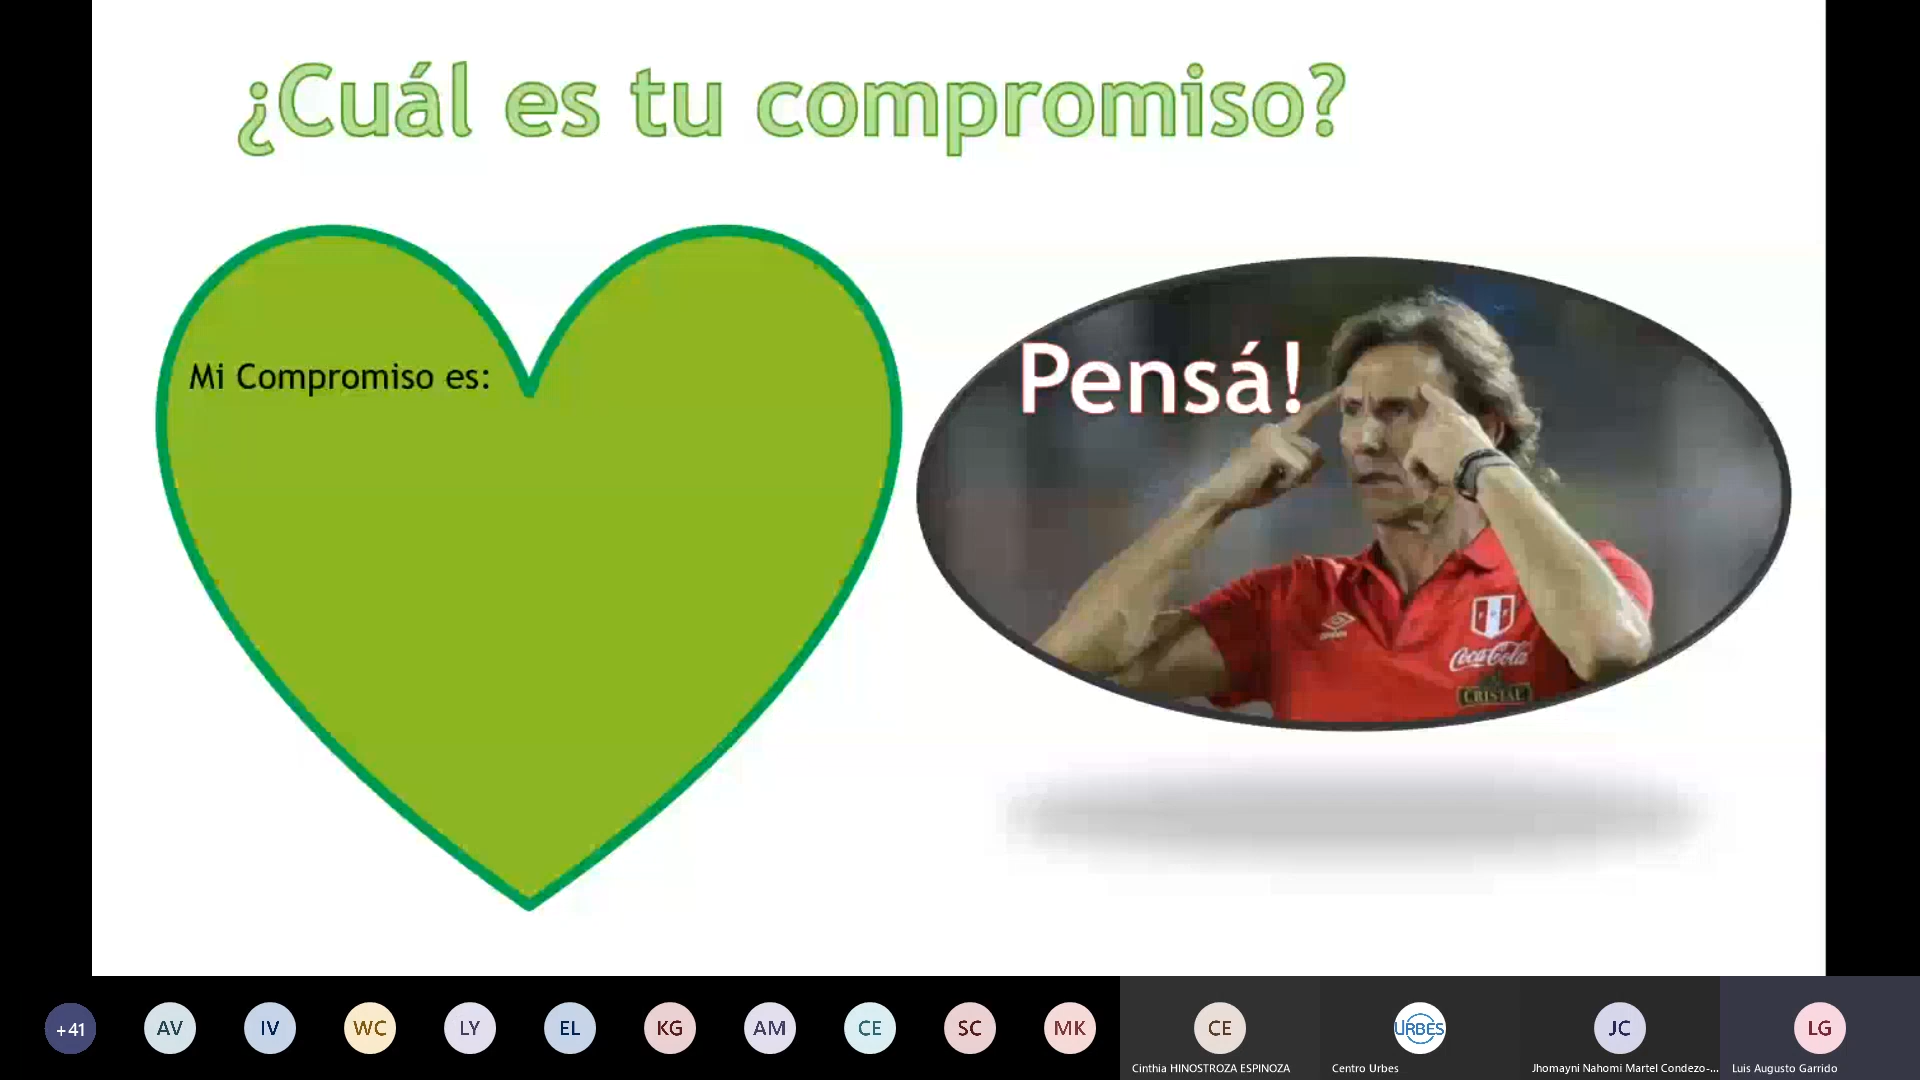 ¿Cuál es tu compromiso?
Mi Compromiso es:
Pensá!
Coca-Cola
CRISTAL
+41
AV
IV
WC
LY
EL
KG
AM
CE
SC
MK
CE
URBES
JC
LG
Cinthia HINOSTROZA ESPINOZA
Centro Urbes
Jhomayni Nahomi Martel Condezo-...
Luis Augusto Garrido